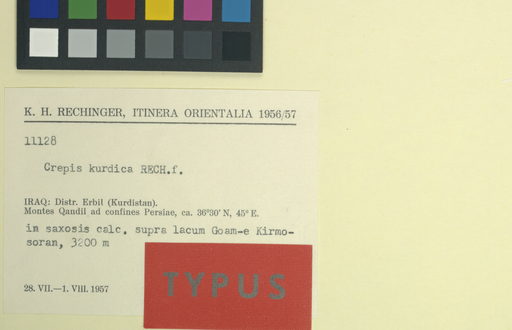 K. H. RECHINGER, ITINERA ORIENTALIA 1956/57
11128
Crepis kurdica RECH.f.
IRAQ: Distr. Erbil (Kurdistan).
Montes Qandil ad confines Persiae, ca. 36°30′ N, 45° E.
in saxosis calc. supra lacum Goam-e Kirmo-
soran, 3200 m
28. VII.—1. VIII. 1957
TYPUS